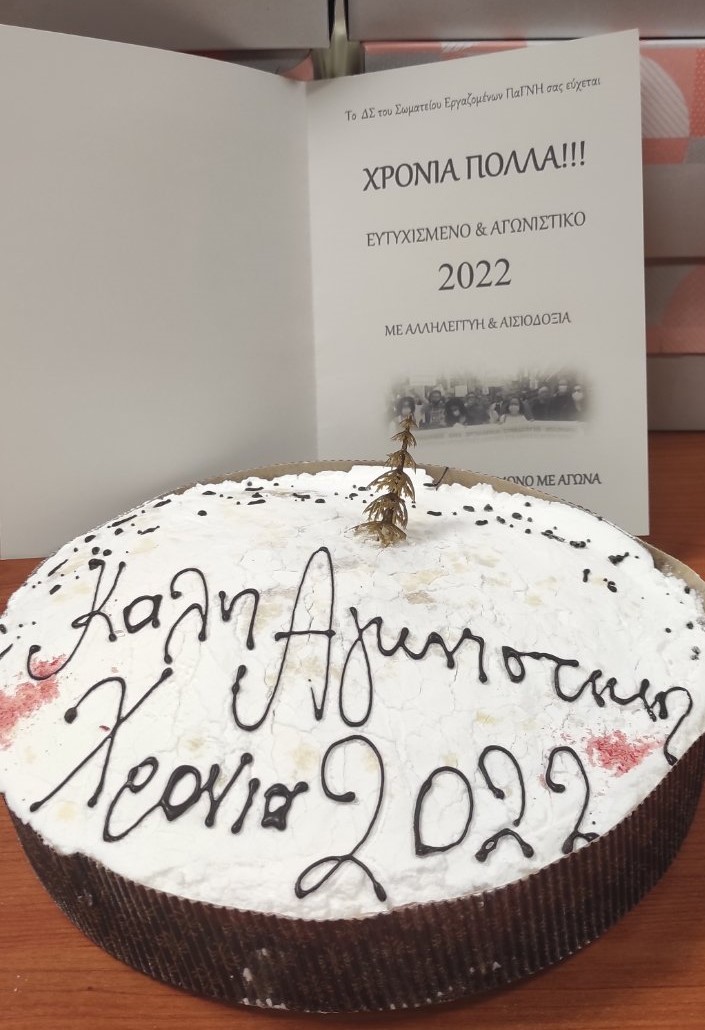 Το ΔΣ του Σωματείου Εργαζομένων ΠαΓΝΗ σας εύχεται
ΧΡΟΝΙΑ ΠΟΛΛΑ!!!
ΕΥΤΥΧΙΣΜΕΝΟ & ΑΓΩΝΙΣΤΙΚΟ
2022
ΜΕ ΑΛΛΗΛΕΓΓΥΗ & ΑΙΣΙΟΔΟΞΙΑ
ΜΕ ΑΓΩΝΑ
Καλη Αγωνιστικη
Χρονια 2022